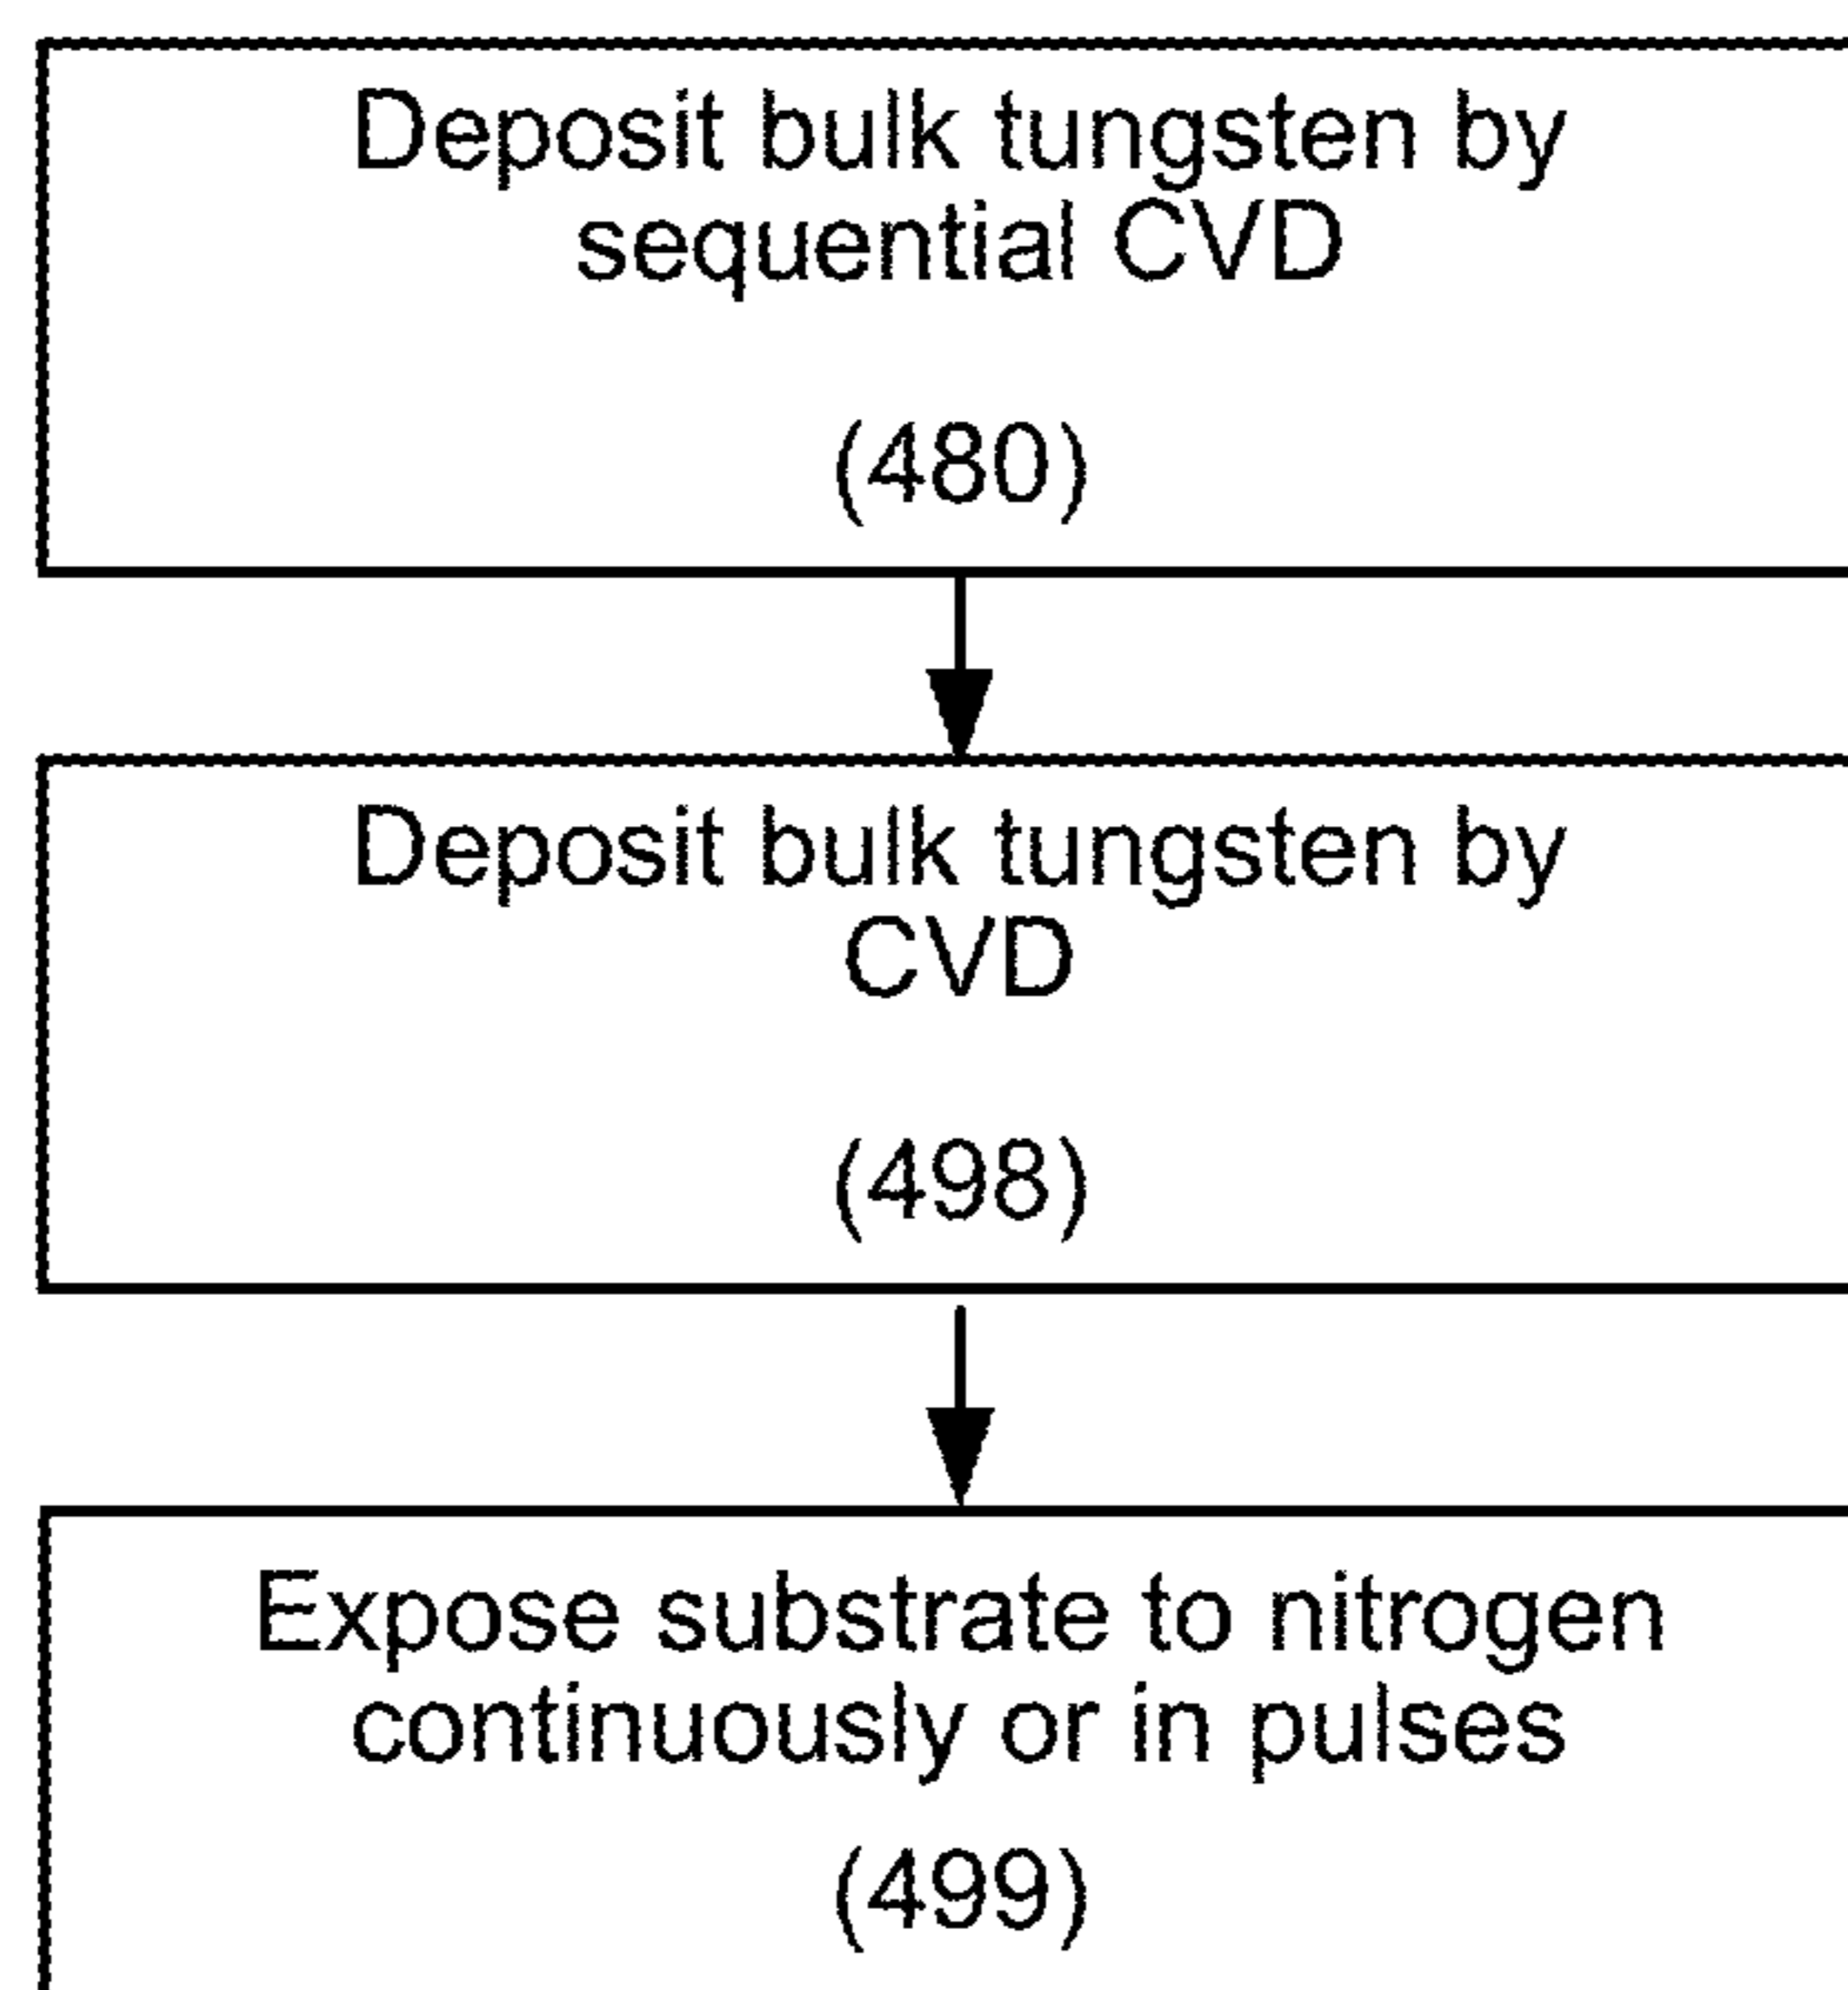 Deposit bulk tungsten by
sequential CVD
(480)
Deposit bulk tungsten by
CVD
(498)
Expose substrate to nitrogen
continuously or in pulses
(499)